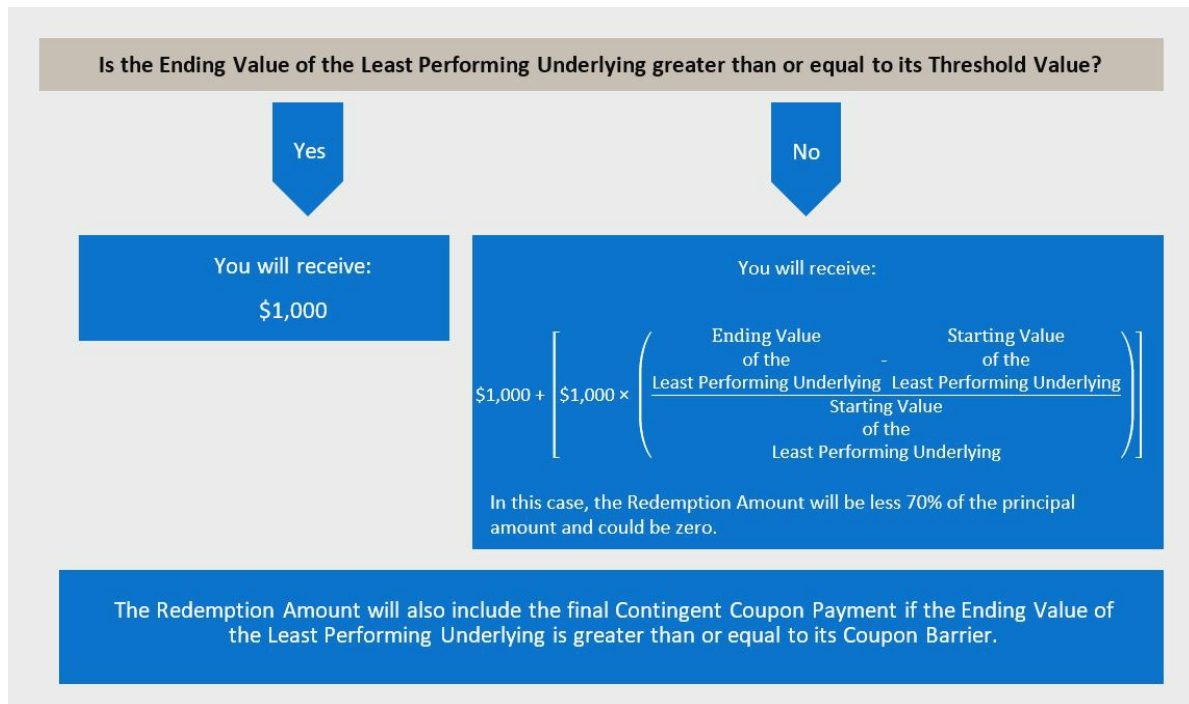 Is the Ending Value of the Least Performing Underlying greater than or equal to its Threshold Value?
Yes
No
You will receive:
$1,000
You will receive:
Ending Value Starting Value
of the - of the
Least Performing Underlying Least Performing Underlying
$1,000 + [ $1,000 × ( ) ]
Starting Value
of the
Least Performing Underlying
In this case, the Redemption Amount will be less 70% of the principal
amount and could be zero.
The Redemption Amount will also include the final Contingent Coupon Payment if the Ending Value of
the Least Performing Underlying is greater than or equal to its Coupon Barrier.